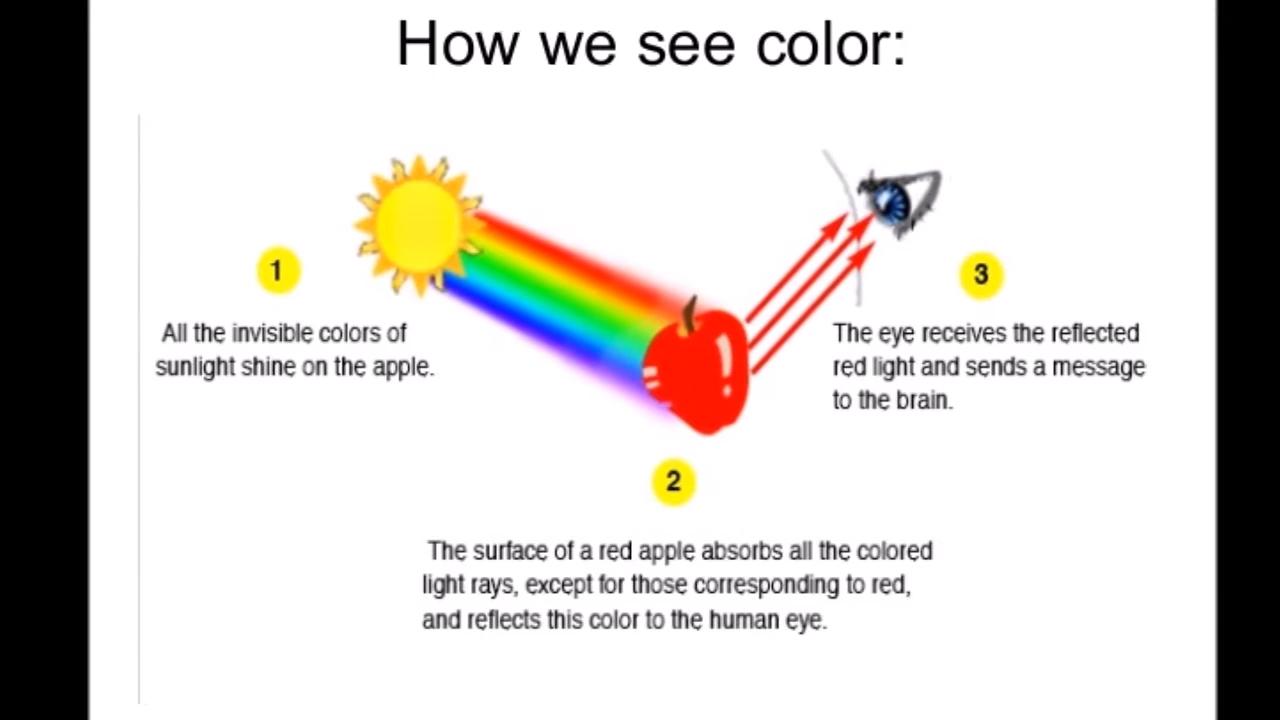 How we see color:
1
All the invisible colors of
sunlight shine on the apple.
2
The surface of a red apple absorbs all the colored
light rays, except for those corresponding to red,
and reflects this color to the human eye.
3
The eye receives the reflected
red light and sends a message
to the brain.